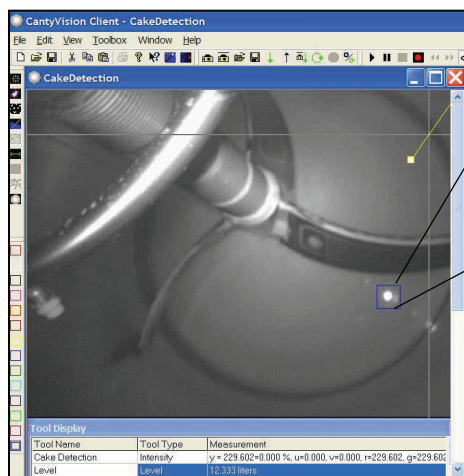 CantyVision Client - CakeDetection
File Edit View Toolbox Window Help
CakeDetection
Tool Display
Tool Name Tool Type Measurement
Cake Detection Intensity y = 229.602=0.000 %, u=0.000, v=0.000, r=229.602, g=229.602
Level Level 12.333 liters